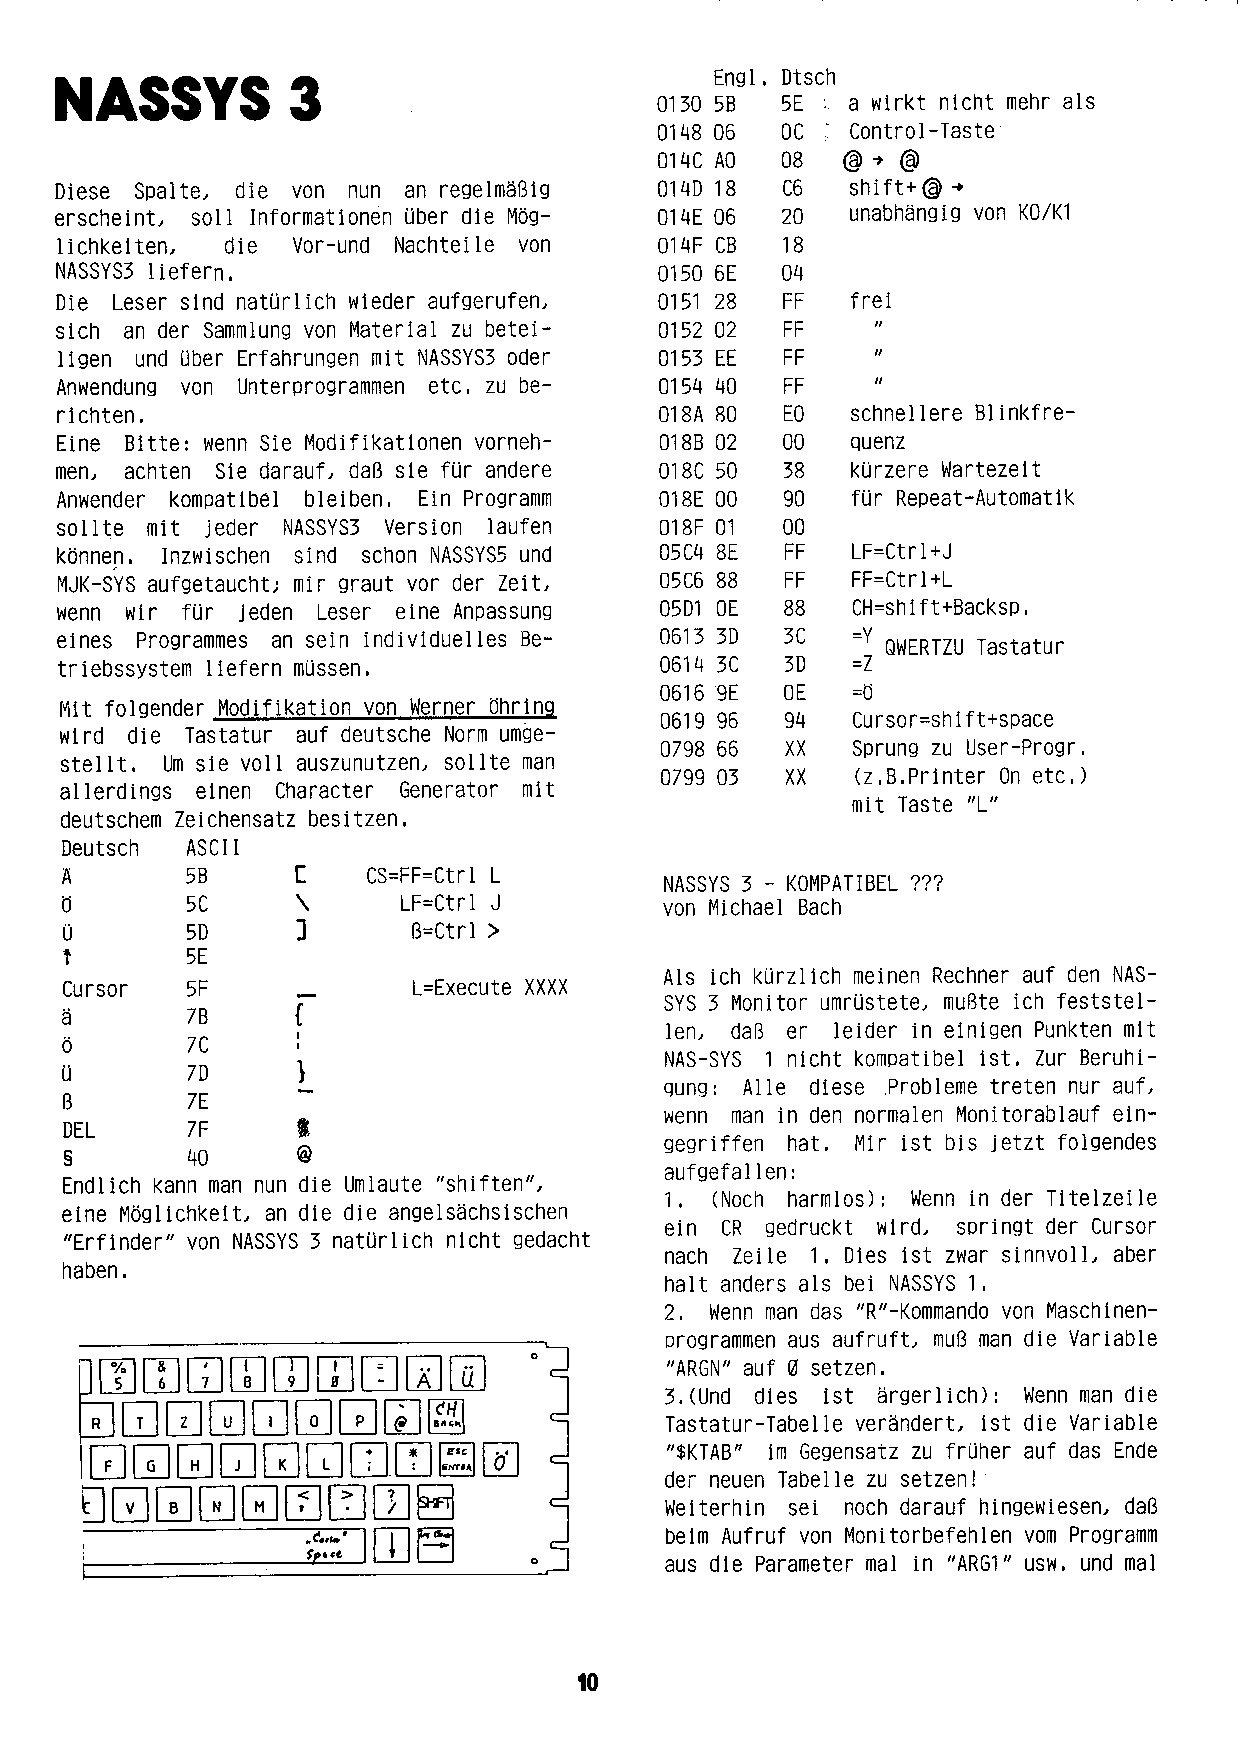 NASSYS 3
Diese Spalte, die von nun an regelmäßig
erscheint, soll Informationen über die Mög-
lichkeiten, die Vor-und Nachteile von
NASSYS3 liefern.
Die Leser sind natürlich wieder aufgerufen,
sich an der Sammlung von Material zu betei-
ligen und über Erfahrungen mit NASSYS3 oder
Anwendung von Unterprogrammen etc. zu be-
richten.
Eine Bitte: wenn Sie Modifikationen vorneh-
men, achten Sie darauf, daß sie für andere
Anwender kompatibel bleiben. Ein Programm
sollte mit jeder NASSYS3 Version laufen
können. Inzwischen sind schon NASSYS5 und
MJK-SYS aufgetaucht; mir graut vor der Zeit,
wenn wir für jeden Leser eine Anpassung
eines Programmes an sein individuelles Be-
triebssystem liefern müssen.
Mit folgender Modifikation von Werner Öhring
wird die Tastatur auf deutsche Norm umge-
stellt. Um sie voll auszunutzen, sollte man
allerdings einen Character Generator mit
deutschem Zeichensatz besitzen.
Deutsch ASCII
Ä 5B [ CS=FF=Ctrl L
Ö 5C \ LF=Ctrl J
Ü 5D ] ß=Ctrl >
↑ 5E
Cursor 5F _ L=Execute XXXX
ä 7B {
ö 7C ¦
ü 7D }
ß 7E ‾
DEL 7F
§ 40 @
Endlich kann man nun die Umlaute "shiften",
eine Möglichkeit, an die die angelsächsischen
"Erfinder" von NASSYS 3 natürlich nicht gedacht
haben.
% 5 & 6 ' 7 ( 8 ) 9 0 = - Ä Ü
R T Z U I O P @ CH BACK
F G H J K L + ; * : ESC ENTER Ö
C V B N M < , > . ? / SHIFT
"Cursor" Space ↓ →
Engl. Dtsch
0130 5B 5E : a wirkt nicht mehr als
0148 06 0C : Control-Taste
014C A0 08 @ → @
014D 18 C6 shift+@ →
014E 06 20 unabhängig von K0/K1
014F CB 18
0150 6E 04
0151 28 FF frei
0152 02 FF "
0153 EE FF "
0154 40 FF "
018A 80 E0 schnellere Blinkfre-
018B 02 00 quenz
018C 50 38 kürzere Wartezeit
018E 00 90 für Repeat-Automatik
018F 01 00
05C4 8E FF LF=Ctrl+J
05C6 88 FF FF=Ctrl+L
05D1 0E 88 CH=shift+Backsp.
0613 3D 3C =Y QWERTZU Tastatur
0614 3C 3D =Z
0616 9E 0E =Ö
0619 96 94 Cursor=shift+space
0798 66 XX Sprung zu User-Progr.
0799 03 XX (z.B.Printer On etc.)
mit Taste "L"
NASSYS 3 - KOMPATIBEL ???
von Michael Bach
Als ich kürzlich meinen Rechner auf den NAS-
SYS 3 Monitor umrüstete, mußte ich feststel-
len, daß er leider in einigen Punkten mit
NAS-SYS 1 nicht kompatibel ist. Zur Beruhi-
gung: Alle diese Probleme treten nur auf,
wenn man in den normalen Monitorablauf ein-
gegriffen hat. Mir ist bis jetzt folgendes
aufgefallen:
1. (Noch harmlos): Wenn in der Titelzeile
ein CR gedruckt wird, springt der Cursor
nach Zeile 1. Dies ist zwar sinnvoll, aber
halt anders als bei NASSYS 1.
2. Wenn man das "R"-Kommando von Maschinen-
programmen aus aufruft, muß man die Variable
"ARGN" auf Ø setzen.
3.(Und dies ist ärgerlich): Wenn man die
Tastatur-Tabelle verändert, ist die Variable
"$KTAB" im Gegensatz zu früher auf das Ende
der neuen Tabelle zu setzen!
Weiterhin sei noch darauf hingewiesen, daß
beim Aufruf von Monitorbefehlen vom Programm
aus die Parameter mal in "ARG1" usw. und mal
10